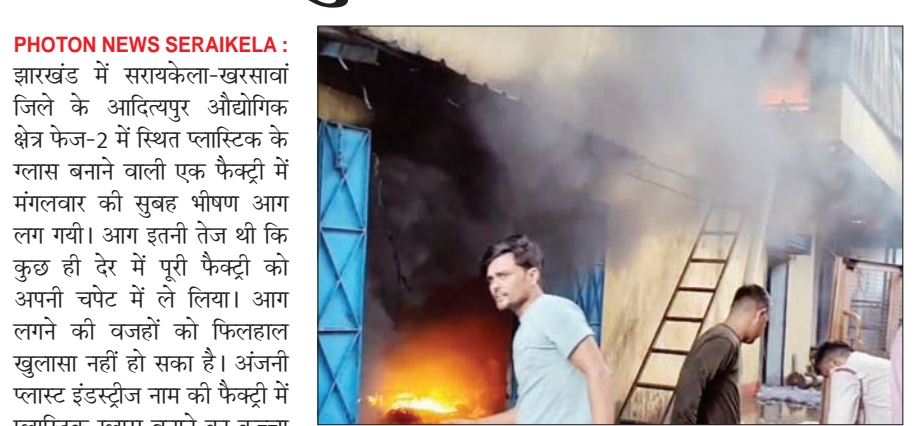 PHOTON NEWS SERAIKELA :
झारखंड में सरायकेला-खरसावां
जिले के आदित्यपुर औद्योगिक
क्षेत्र फेज-2 में स्थित प्लास्टिक के
ग्लास बनाने वाली एक फैक्ट्री में
मंगलवार की सुबह भीषण आग
लग गयी। आग इतनी तेज थी कि
कुछ ही देर में पूरी फैक्ट्री को
अपनी चपेट में ले लिया। आग
लगने की वजहों को फिलहाल
खुलासा नहीं हो सका है। अंजनी
प्लास्ट इंडस्ट्रीज नाम की फैक्ट्री में